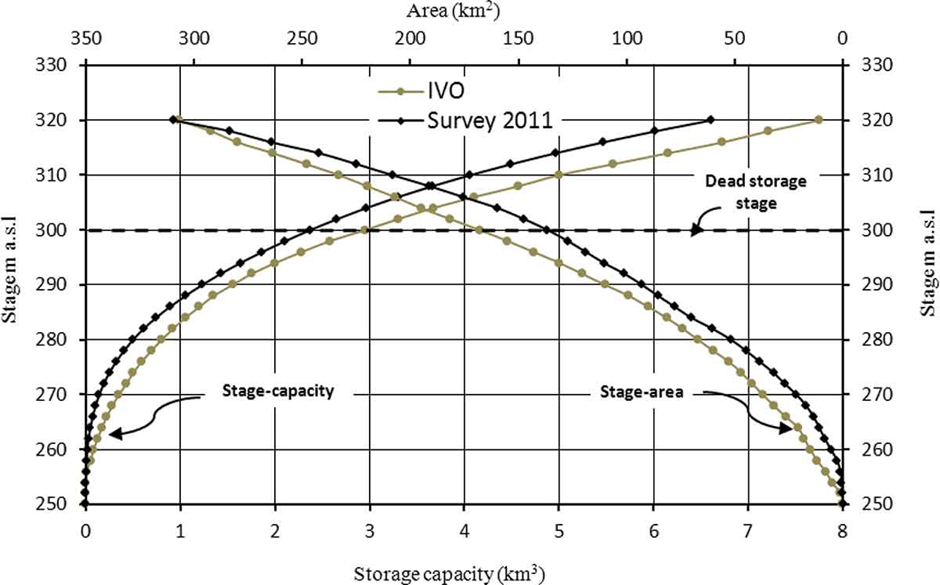 Area (km²)
350 300 250 200 150 100 50 0
330 330
IVO
320 320
Survey 2011
310 310
Dead storage
stage
300 300
Stage m a.s.l
Stage m a.s.l
290 290
280 280
270 270
Stage-capacity
Stage-area
260 260
250 250
0 1 2 3 4 5 6 7 8
Storage capacity (km³)